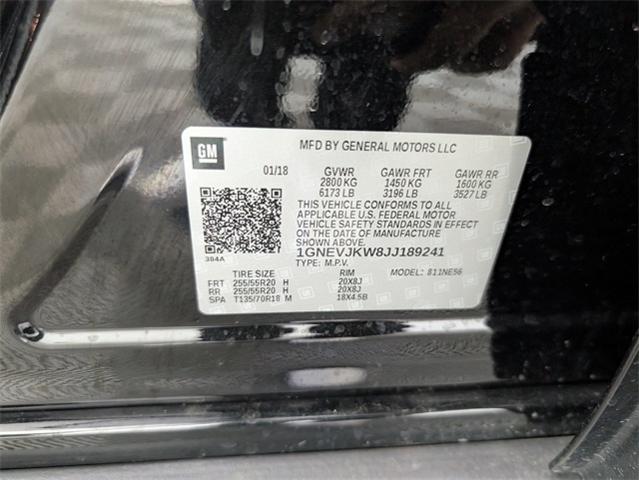 GM
MFD BY GENERAL MOTORS LLC
01/18 GVWR GAWR FRT GAWR RR
2800 KG 1450 KG 1600 KG
6173 LB 3196 LB 3527 LB
THIS VEHICLE CONFORMS TO ALL
APPLICABLE U.S. FEDERAL MOTOR
VEHICLE SAFETY STANDARDS IN EFFECT
ON THE DATE OF MANUFACTURE
SHOWN ABOVE.
384A 1GNEVJKW8JJ189241
TYPE: M.P.V.
TIRE SIZE RIM MODEL: 811NE56
FRT 255/55R20 H 20X8J
RR 255/55R20 H 20X8J
SPA T135/70R18 M 18X4.5B